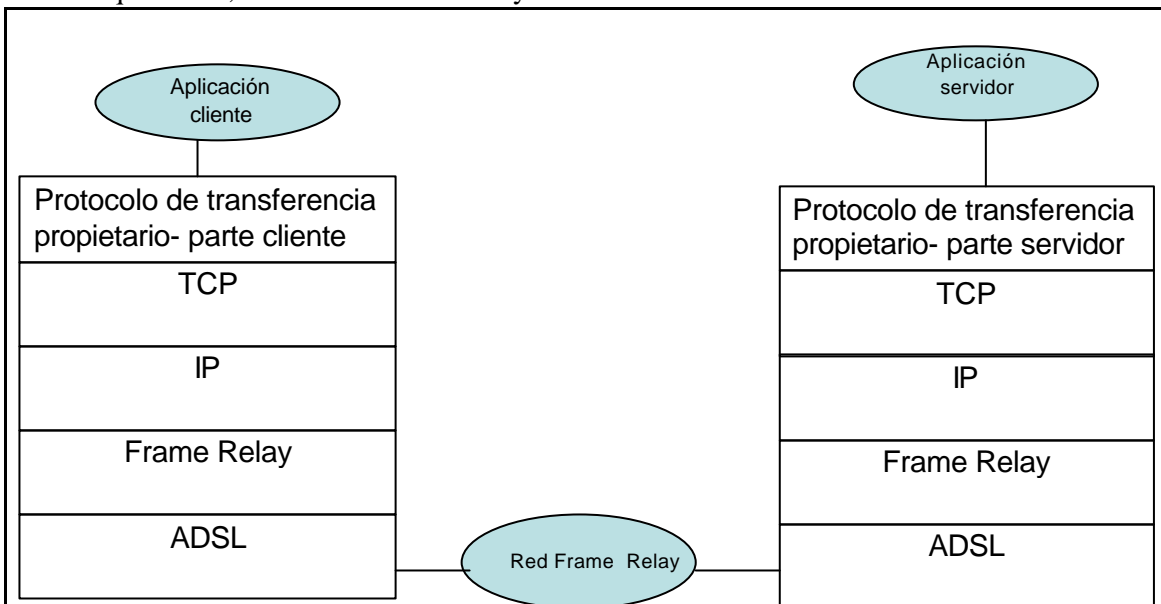 Aplicación
cliente
Aplicación
servidor
Protocolo de transferencia
propietario- parte cliente
TCP
IP
Frame Relay
ADSL
Protocolo de transferencia
propietario- parte servidor
TCP
IP
Frame Relay
ADSL
Red Frame Relay